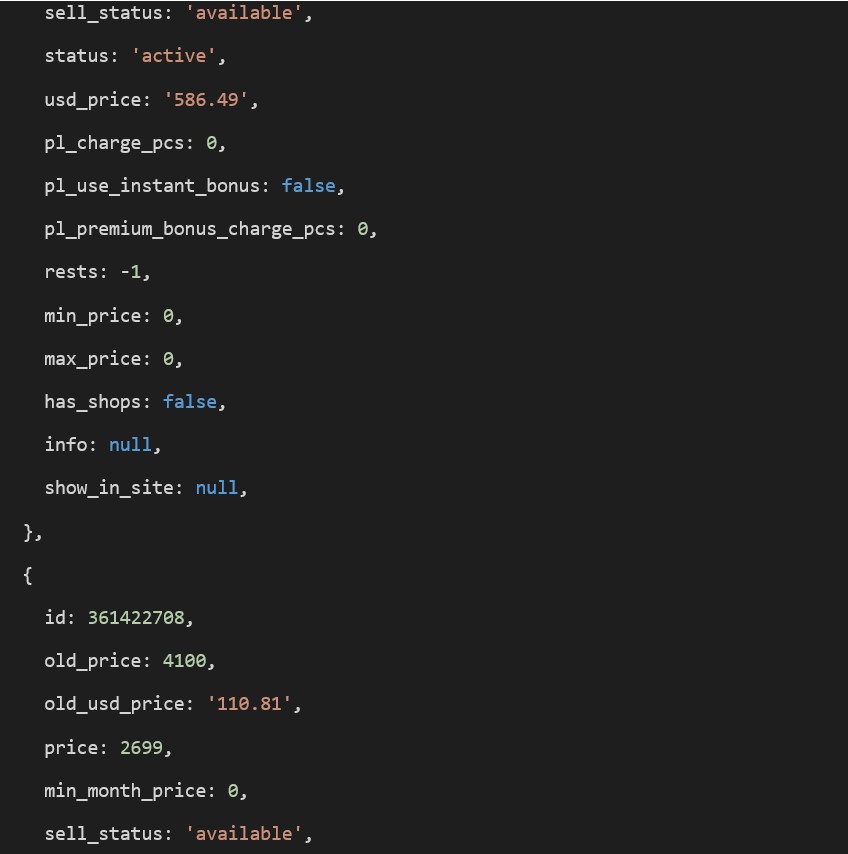 sell_status: 'available',
status: 'active',
usd_price: '586.49',
pl_charge_pcs: 0,
pl_use_instant_bonus: false,
pl_premium_bonus_charge_pcs: 0,
rests: -1,
min_price: 0,
max_price: 0,
has_shops: false,
info: null,
show_in_site: null,
},
{
id: 361422708,
old_price: 4100,
old_usd_price: '110.81',
price: 2699,
min_month_price: 0,
sell_status: 'available',